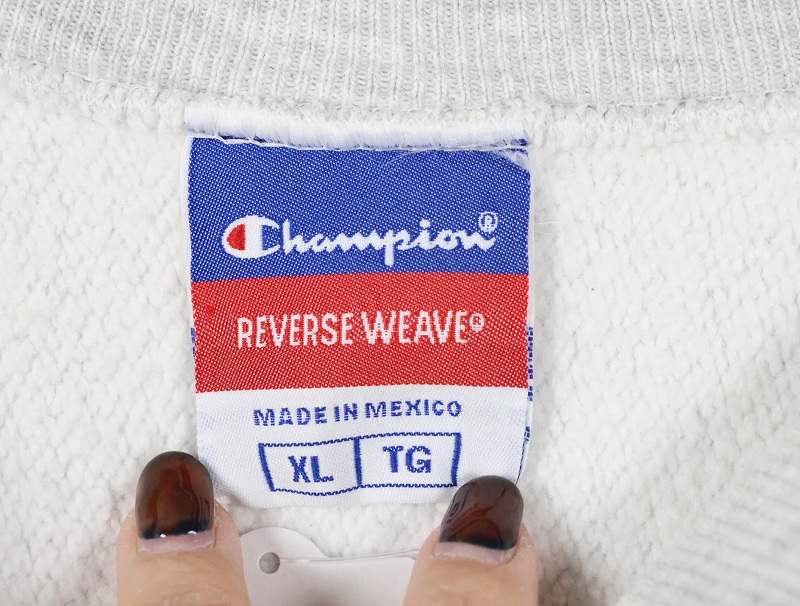 Champion®
REVERSE WEAVE®
MADE IN MEXICO
XL TG